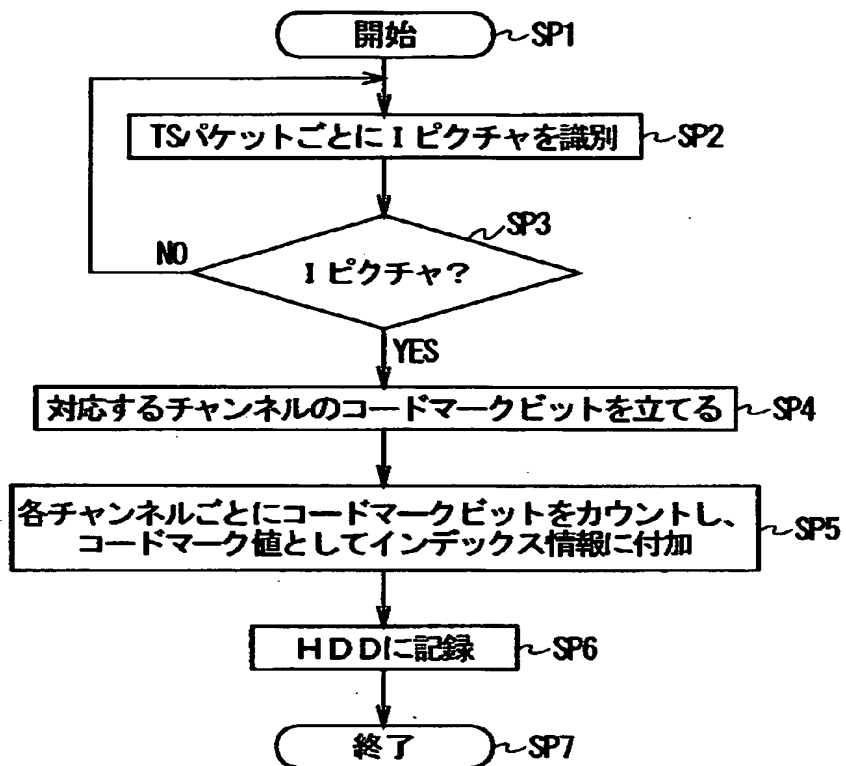 開始 SP1
TSパケットごとにIピクチャを識別 SP2
SP3
NO
Iピクチャ?
YES
対応するチャンネルのコードマークビットを立てる SP4
各チャンネルごとにコードマークビットをカウントし、
コードマーク値としてインデックス情報に付加 SP5
HDDに記録 SP6
終了 SP7